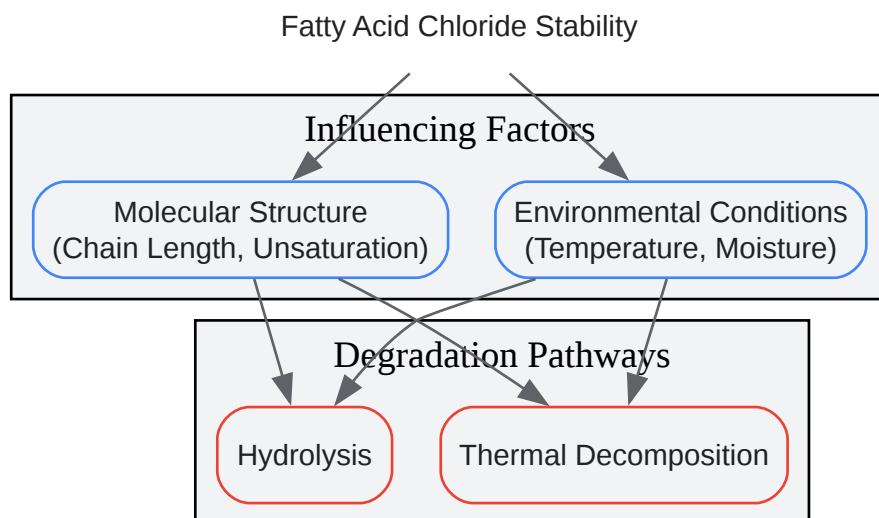 Fatty Acid Chloride Stability
Influencing Factors
Molecular Structure
(Chain Length, Unsaturation)
Environmental Conditions
(Temperature, Moisture)
Degradation Pathways
Hydrolysis
Thermal Decomposition